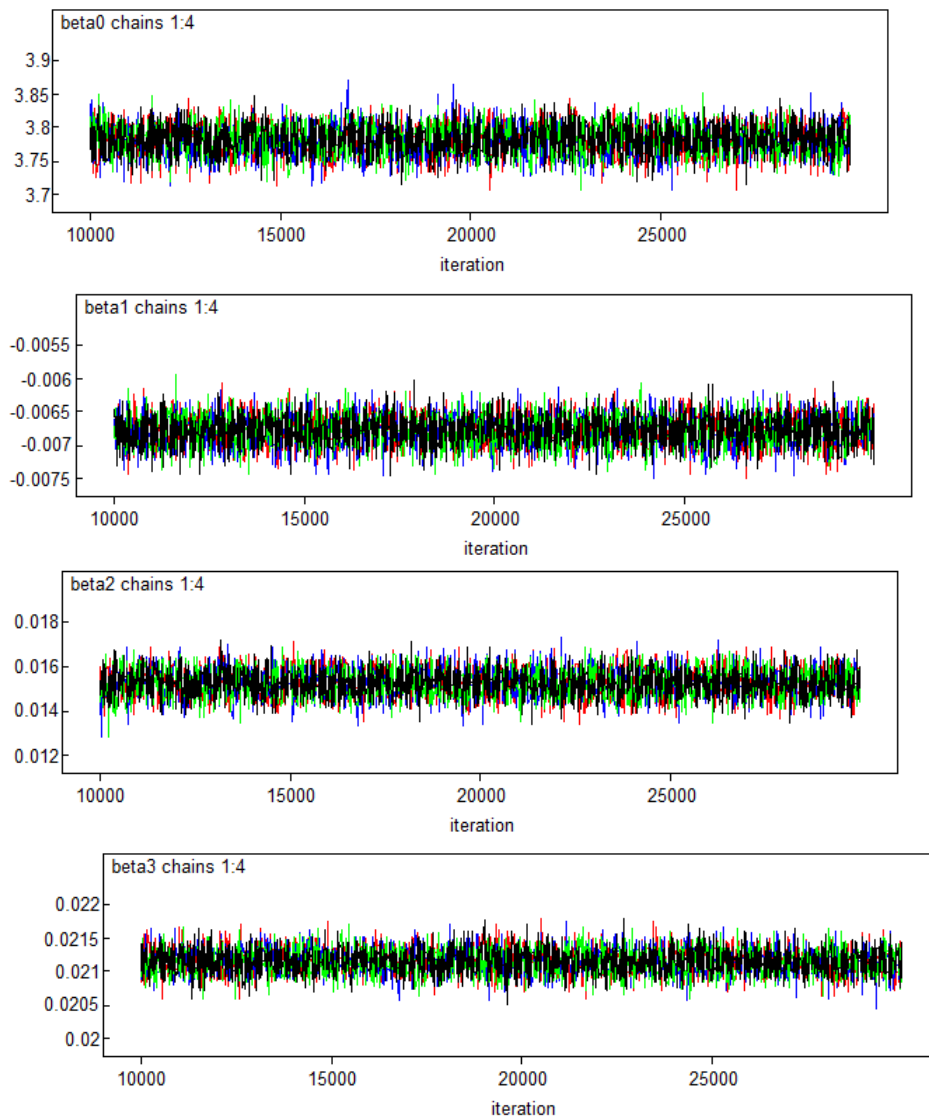 beta0 chains 1:4
3.9
3.85
3.8
3.75
3.7
10000 15000 20000 25000
iteration
beta1 chains 1:4
-0.0055
-0.006
-0.0065
-0.007
-0.0075
10000 15000 20000 25000
iteration
beta2 chains 1:4
0.018
0.016
0.014
0.012
10000 15000 20000 25000
iteration
beta3 chains 1:4
0.022
0.0215
0.021
0.0205
0.02
10000 15000 20000 25000
iteration